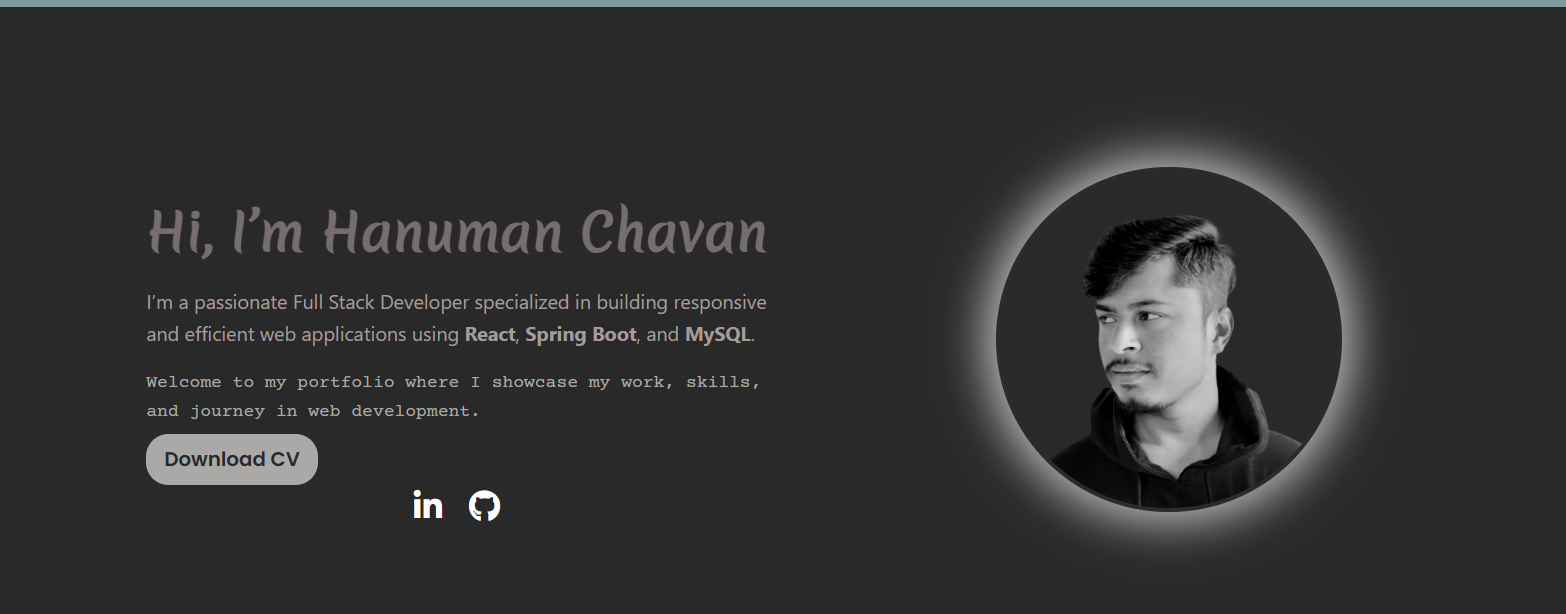 Hi, I’m Hanuman Chavan
I’m a passionate Full Stack Developer specialized in building responsive
and efficient web applications using React, Spring Boot, and MySQL.
Welcome to my portfolio where I showcase my work, skills,
and journey in web development.
Download CV
in